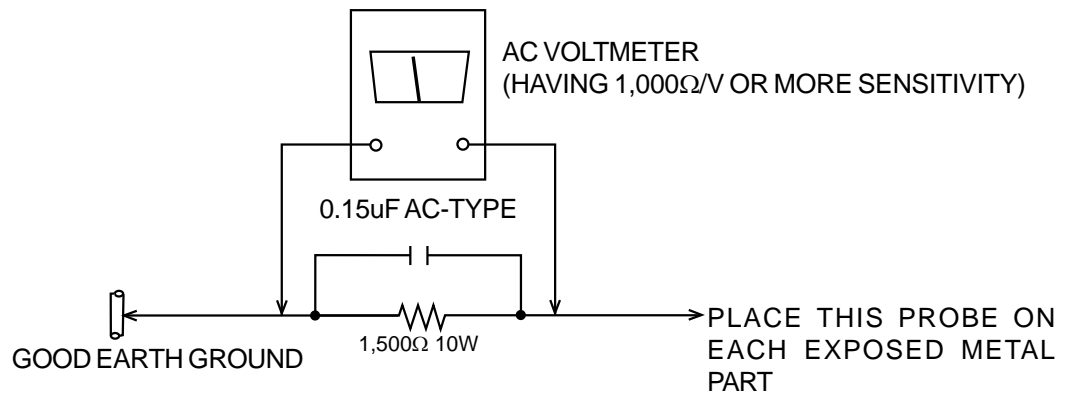 AC VOLTMETER
(HAVING 1,000Ω/V OR MORE SENSITIVITY)
0.15uF AC-TYPE
1,500Ω 10W
GOOD EARTH GROUND
PLACE THIS PROBE ON
EACH EXPOSED METAL
PART